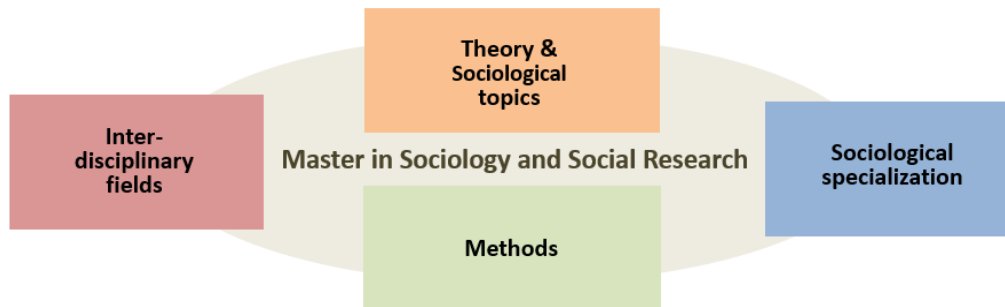 Theory &
Sociological
topics
Inter-
disciplinary
fields
Master in Sociology and Social Research
Sociological
specialization
Methods